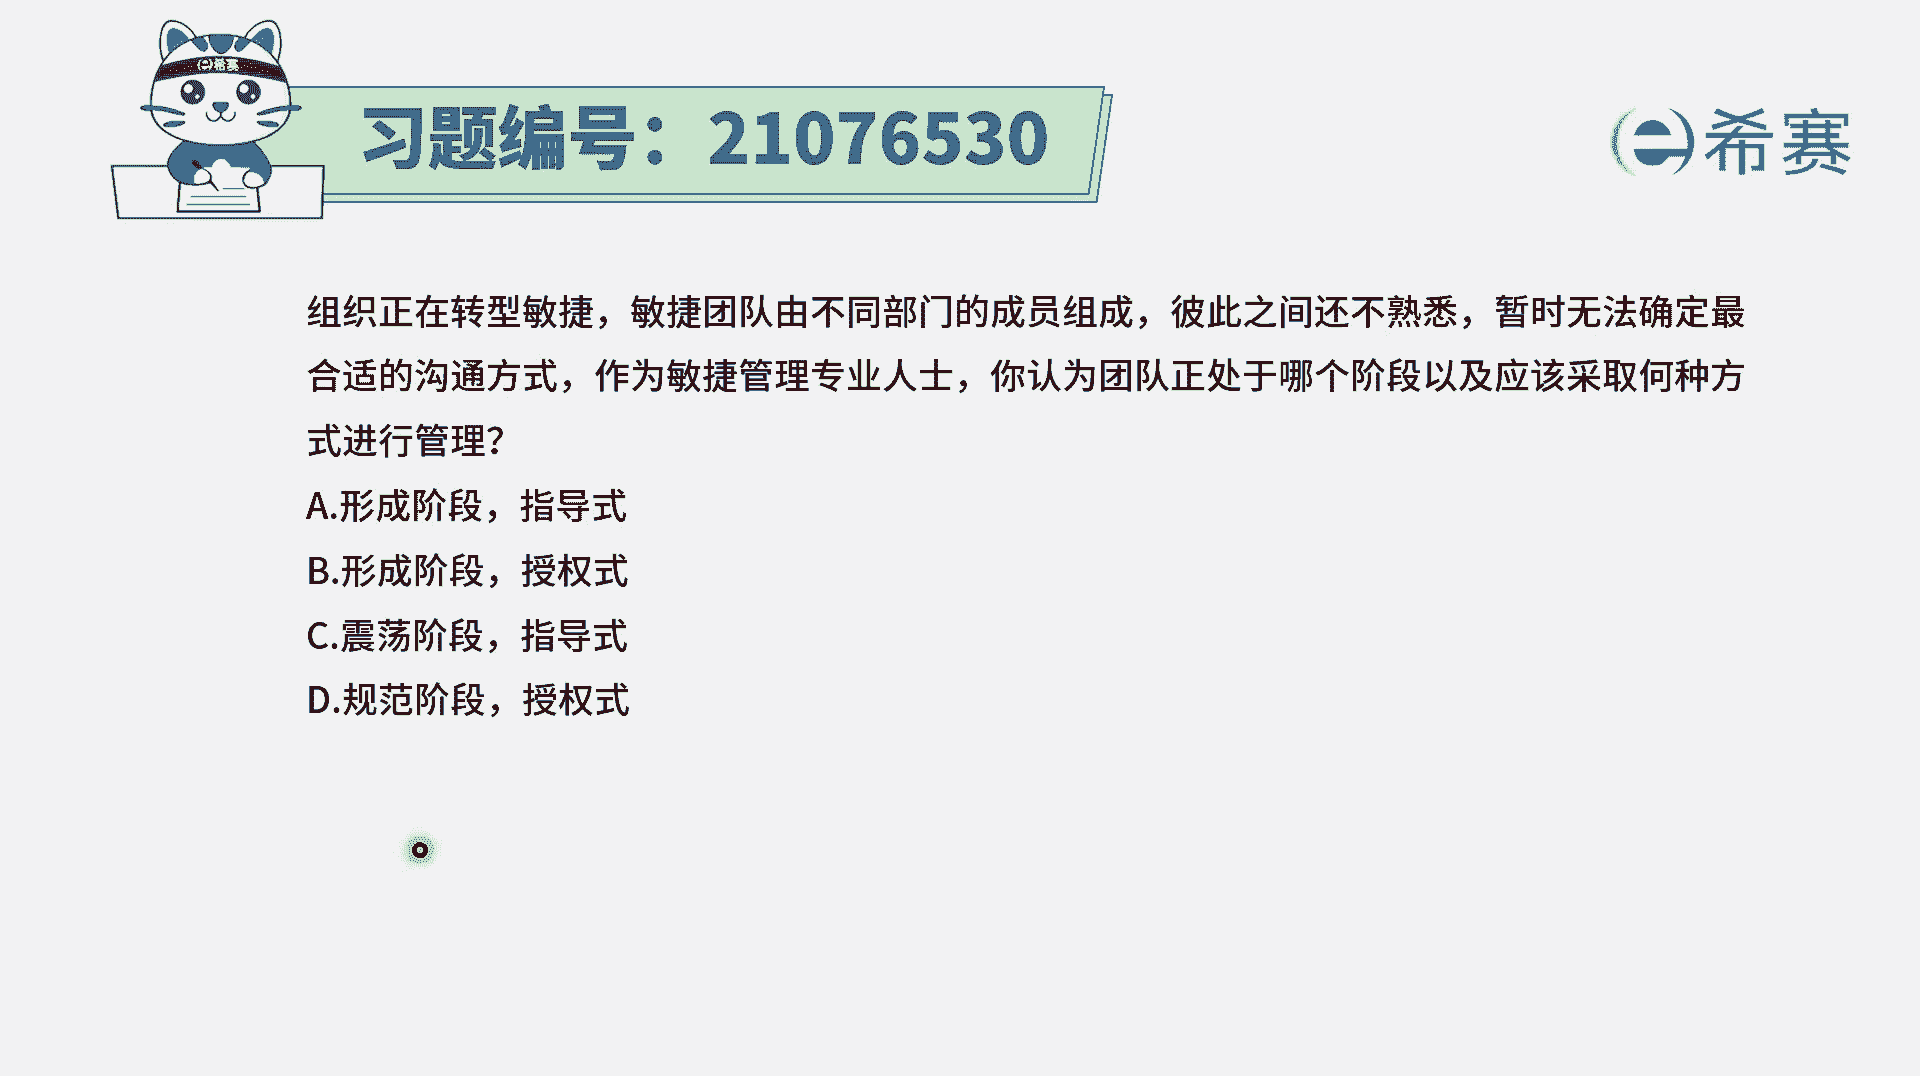 希赛
习题编号：21076530
希赛
组织正在转型敏捷，敏捷团队由不同部门的成员组成，彼此之间还不熟悉，暂时无法确定最
合适的沟通方式，作为敏捷管理专业人士，你认为团队正处于哪个阶段以及应该采取何种方
式进行管理？
A.形成阶段，指导式
B.形成阶段，授权式
C.震荡阶段，指导式
D.规范阶段，授权式